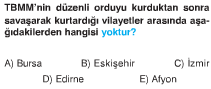 TBMM'nin düzenli orduyu kurduktan sonra
savaşarak kurtardığı vilayetler arasında aşa-
ğıdakilerden hangisi yoktur?
A) Bursa B) Eskişehir C) İzmir
D) Edirne E) Afyon